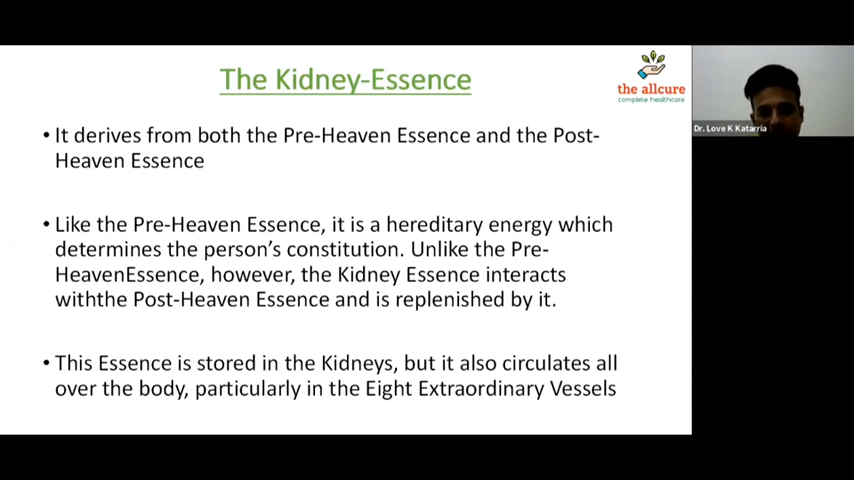 The Kidney-Essence
the allcure
complete healthcare
Dr. Love K Katarria
• It derives from both the Pre-Heaven Essence and the Post-
Heaven Essence
• Like the Pre-Heaven Essence, it is a hereditary energy which
determines the person's constitution. Unlike the Pre-
HeavenEssence, however, the Kidney Essence interacts
withthe Post-Heaven Essence and is replenished by it.
• This Essence is stored in the Kidneys, but it also circulates all
over the body, particularly in the Eight Extraordinary Vessels